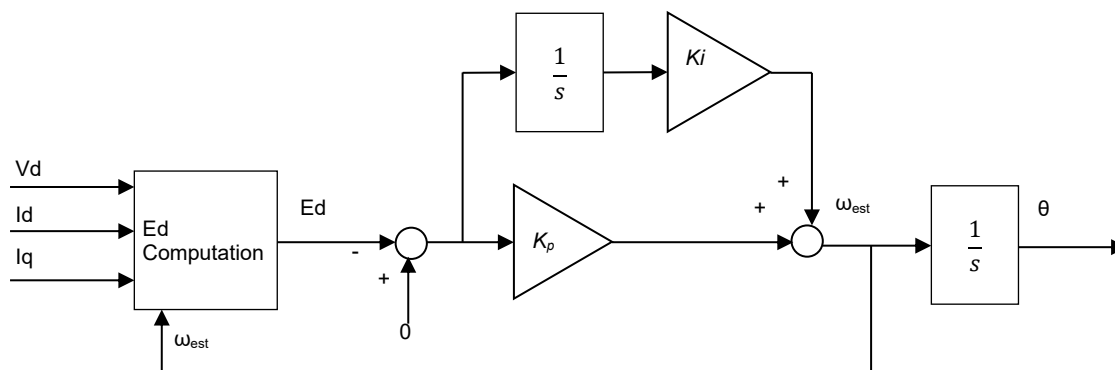 1
s
Ki
Vd
Id
Iq
Ed
Computation
Ed
-
+
0
Kp
+
+
ωest
1
s
θ
ωest